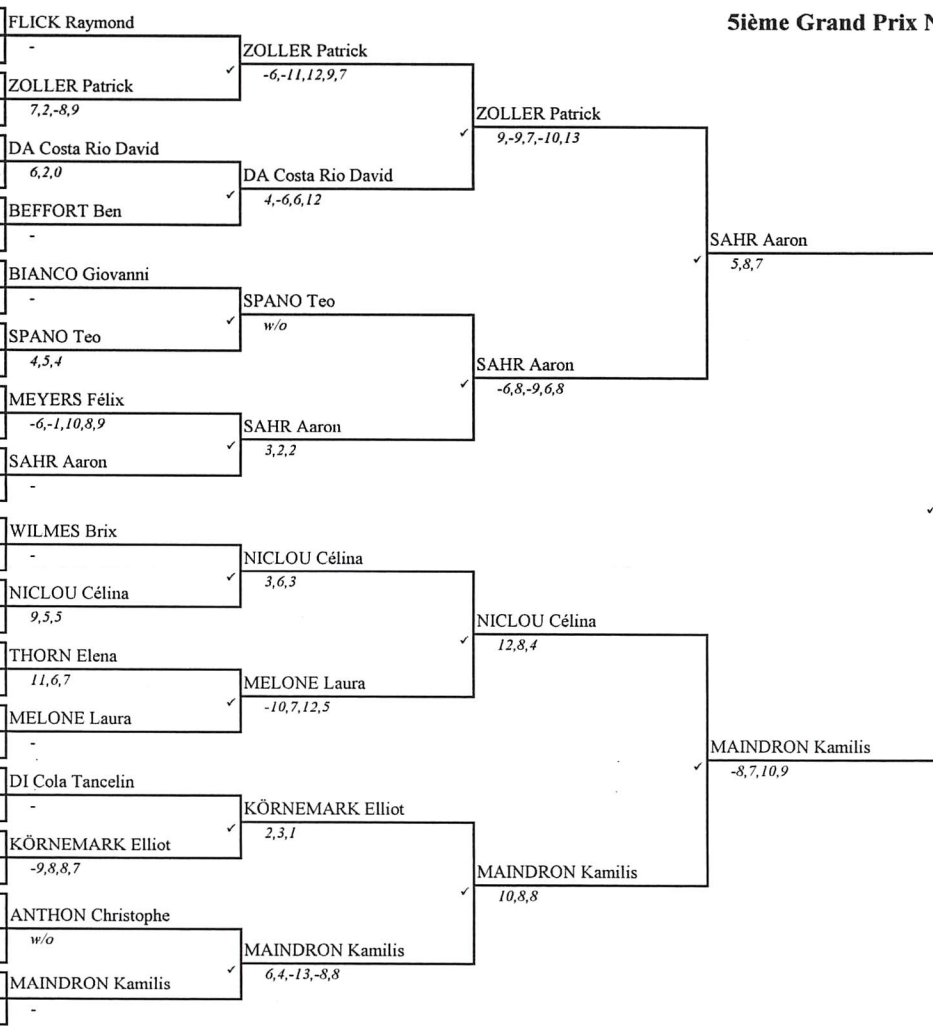 5ième Grand Prix N
FLICK Raymond
-
ZOLLER Patrick
-6,-11,12,9,7
ZOLLER Patrick
7,2,-8,9
ZOLLER Patrick
9,-9,7,-10,13
DA Costa Rio David
6,2,0
DA Costa Rio David
4,-6,6,12
BEFFORT Ben
-
SAHR Aaron
5,8,7
BIANCO Giovanni
-
SPANO Teo
w/o
SPANO Teo
4,5,4
SAHR Aaron
-6,8,-9,6,8
MEYERS Félix
-6,-1,10,8,9
SAHR Aaron
3,2,2
SAHR Aaron
-
WILMES Brix
-
NICLOU Célina
3,6,3
NICLOU Célina
9,5,5
NICLOU Célina
12,8,4
THORN Elena
11,6,7
MELONE Laura
-10,7,12,5
MELONE Laura
-
MAINDRON Kamilis
-8,7,10,9
DI Cola Tancelin
-
KÖRNEMARK Elliot
2,3,1
KÖRNEMARK Elliot
-9,8,8,7
MAINDRON Kamilis
10,8,8
ANTHON Christophe
w/o
MAINDRON Kamilis
6,4,-13,-8,8
MAINDRON Kamilis
-